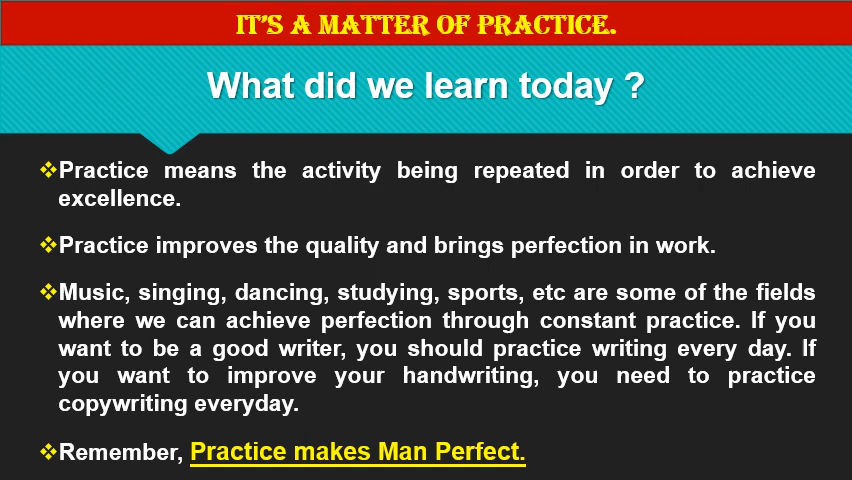 IT'S A MATTER OF PRACTICE.
What did we learn today ?
❖Practice means the activity being repeated in order to achieve
excellence.
❖Practice improves the quality and brings perfection in work.
❖Music, singing, dancing, studying, sports, etc are some of the fields
where we can achieve perfection through constant practice. If you
want to be a good writer, you should practice writing every day. If
you want to improve your handwriting, you need to practice
copywriting everyday.
❖Remember, Practice makes Man Perfect.